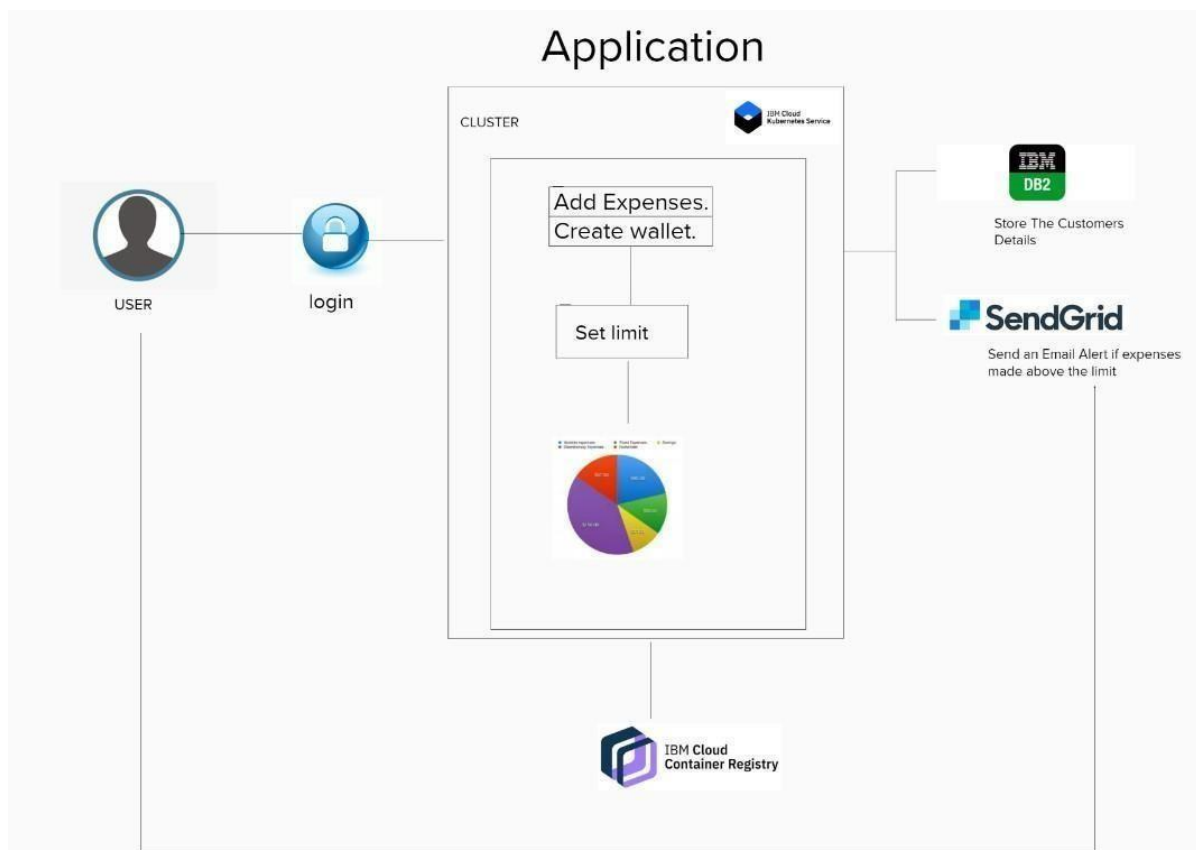 Application
CLUSTER
IBM Cloud
Kubernetes Service
Add Expenses.
Create wallet.
IBM
DB2
Store The Customers
Details
USER
login
Set limit
SendGrid
Send an Email Alert if expenses
made above the limit
IBM Cloud
Container Registry